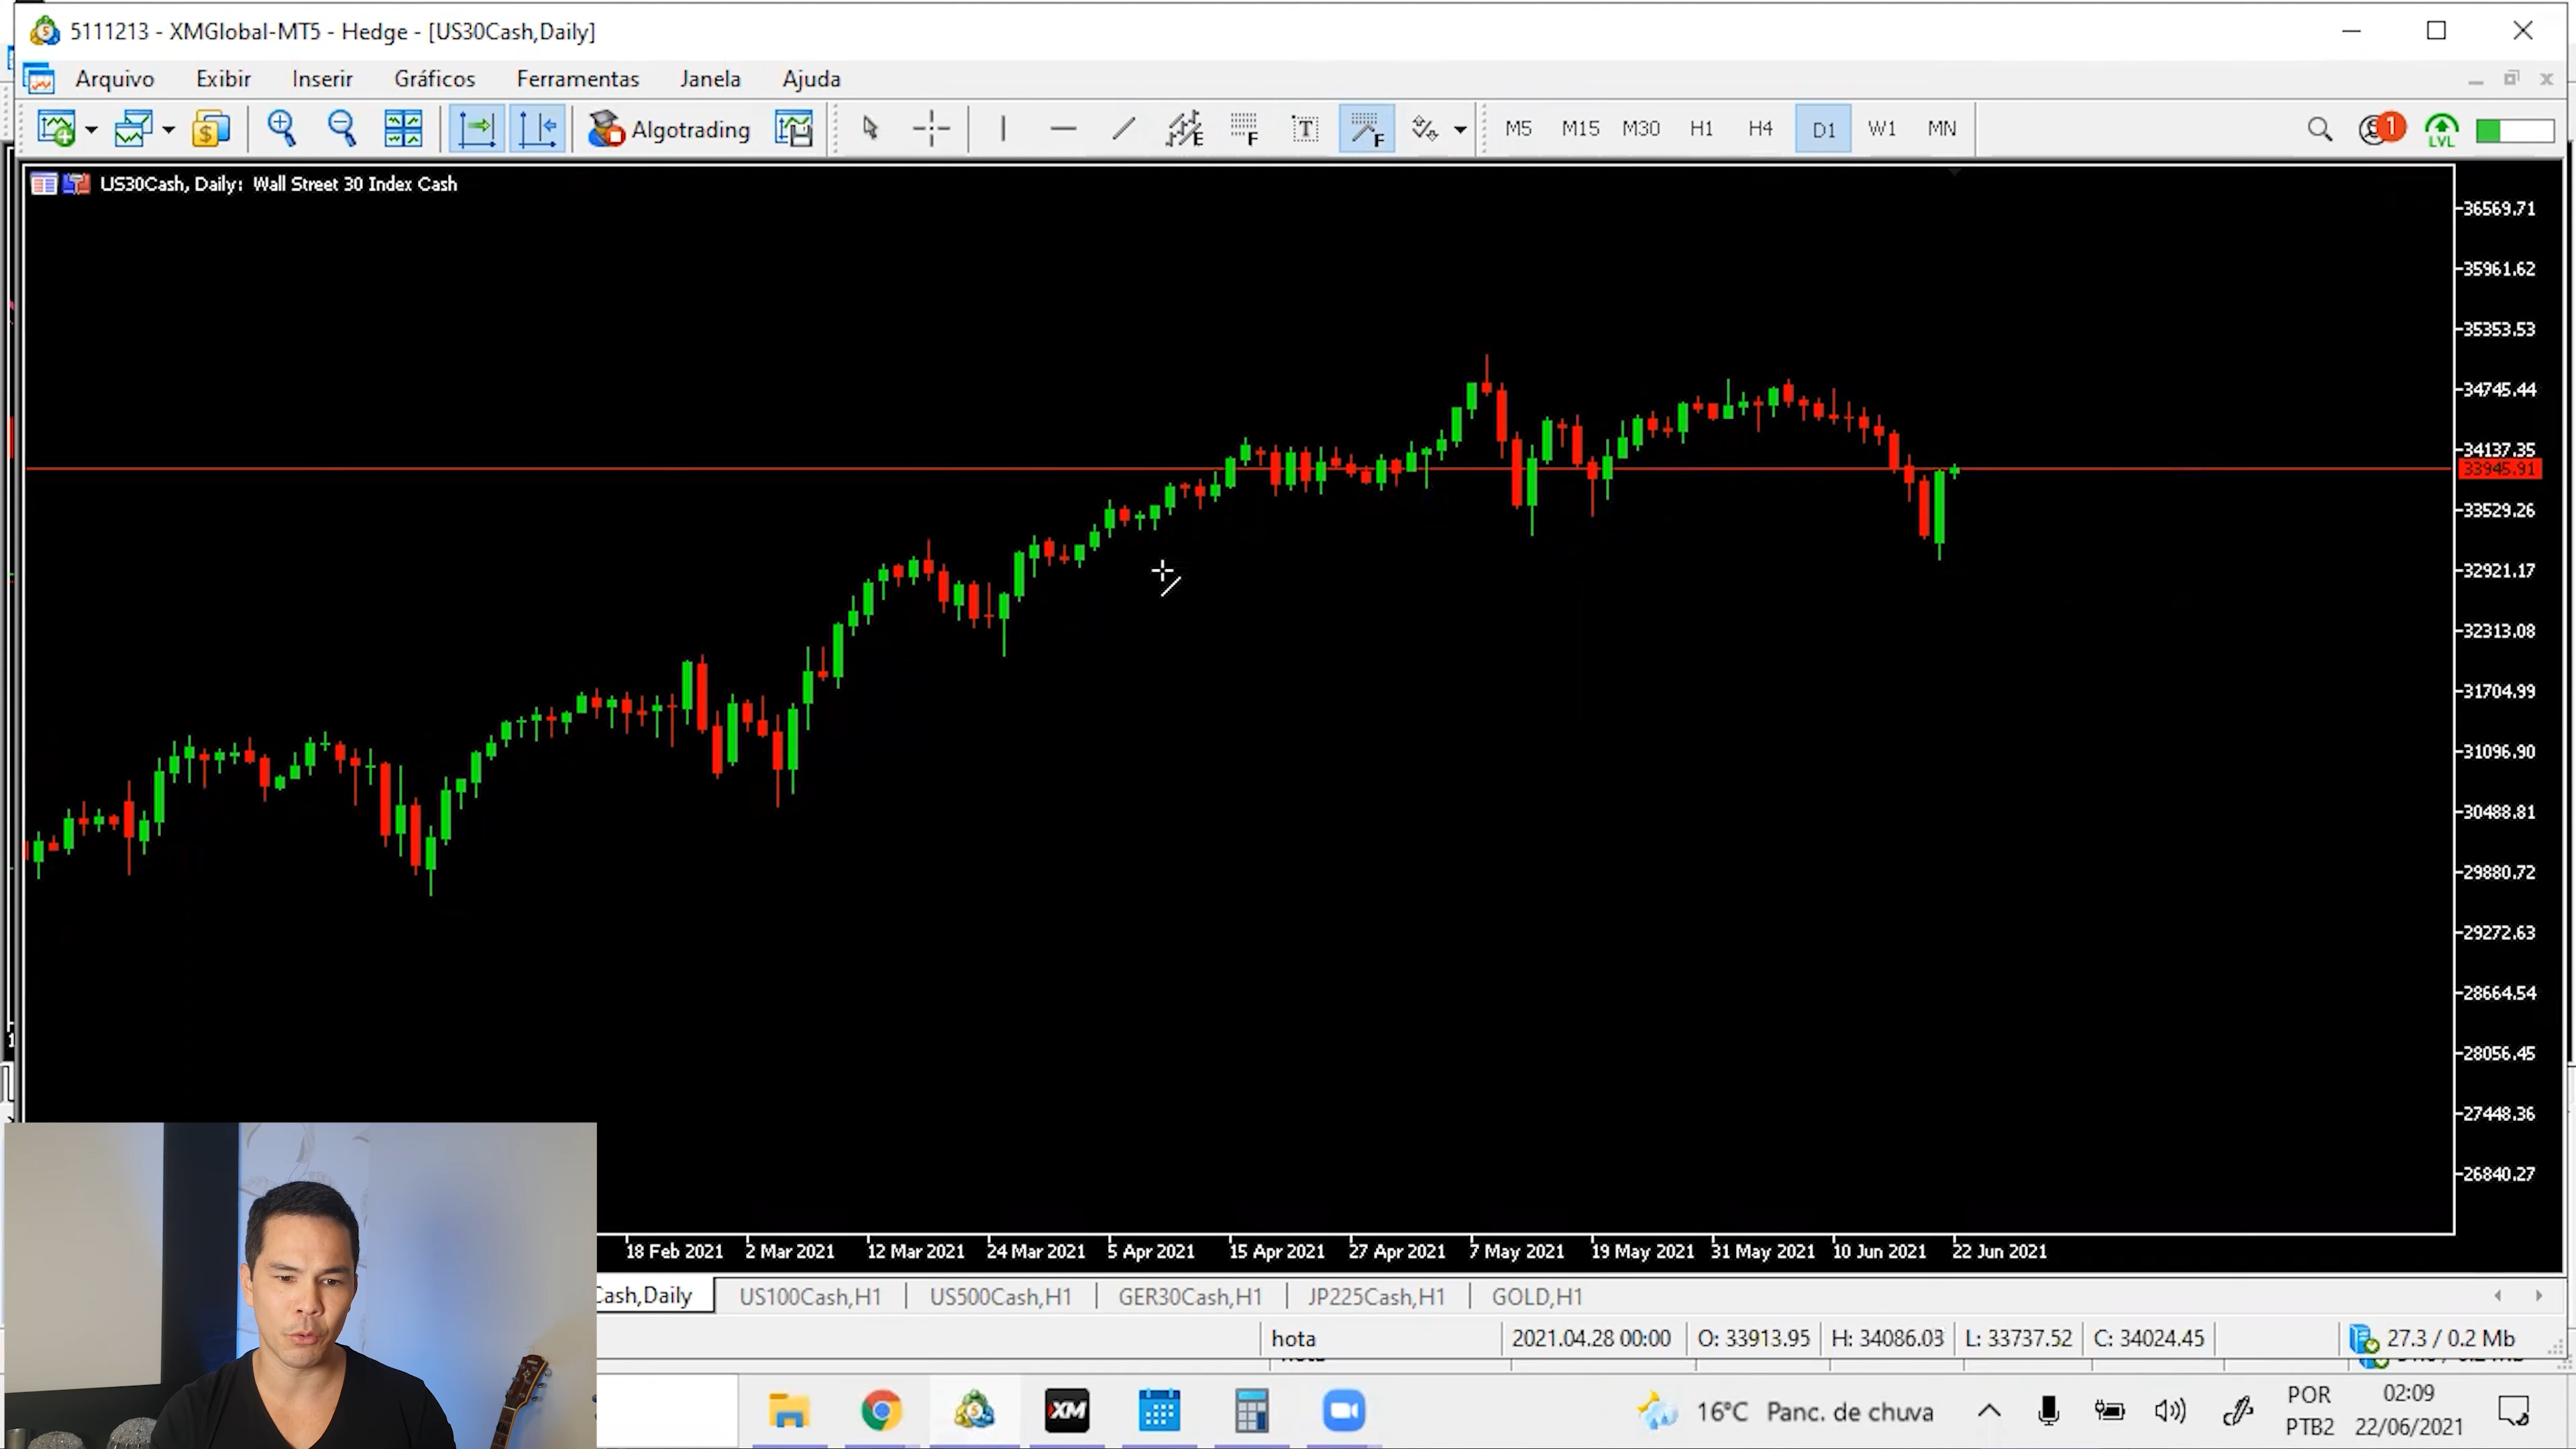 5111213 - XMGlobal-MT5 - Hedge - [US30Cash,Daily]
Arquivo Exibir Inserir Gráficos Ferramentas Janela Ajuda
Algotrading E F T F M5 M15 M30 H1 H4 D1 W1 MN 1 LVL
US30Cash, Daily: Wall Street 30 Index Cash
36569.71
35961.62
35353.53
34745.44
34137.35
33945.91
33529.26
32921.17
32313.08
31704.99
31096.90
30488.81
29880.72
29272.63
28664.54
28056.45
27448.36
26840.27
18 Feb 2021 2 Mar 2021 12 Mar 2021 24 Mar 2021 5 Apr 2021 15 Apr 2021 27 Apr 2021 7 May 2021 19 May 2021 31 May 2021 10 Jun 2021 22 Jun 2021
Cash,Daily US100Cash,H1 US500Cash,H1 GER30Cash,H1 JP225Cash,H1 GOLD,H1
hota 2021.04.28 00:00 O: 33913.95 H: 34086.03 L: 33737.52 C: 34024.45 27.3 / 0.2 Mb
XM 16°C Panc. de chuva POR 02:09
PTB2 22/06/2021